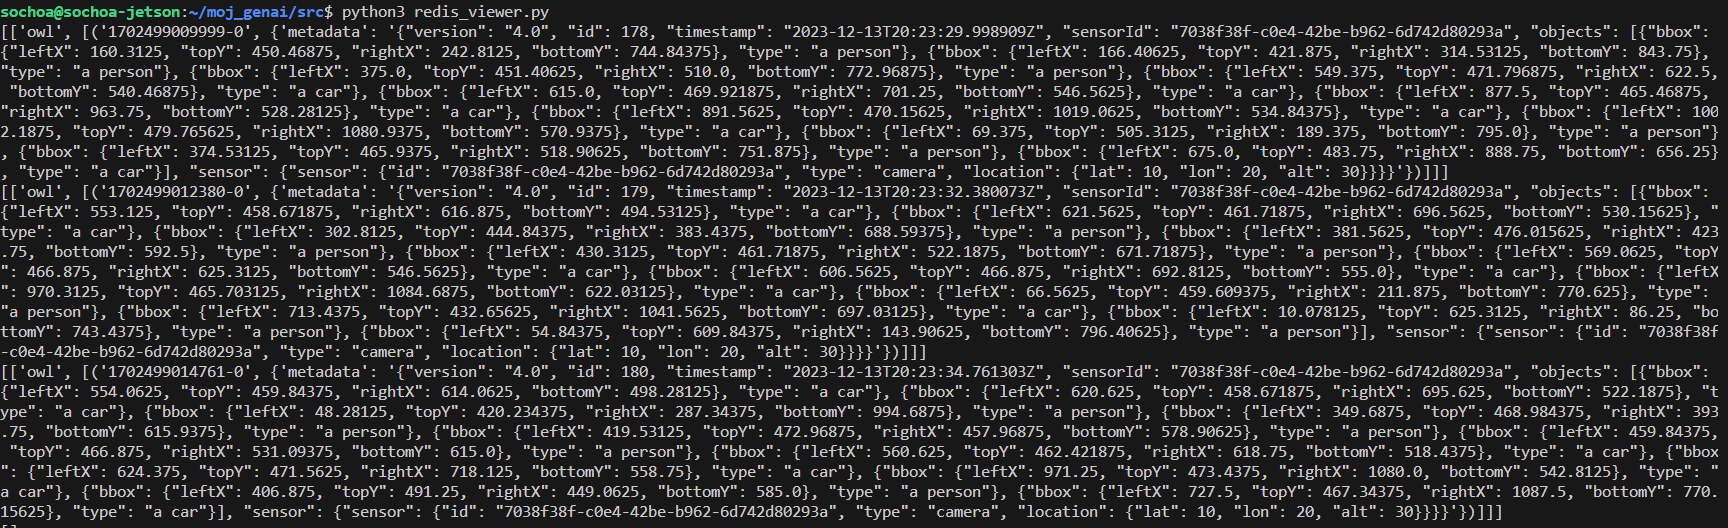 sochoa@sochoa-jetson:~/moj_genai/src$ python3 redis_viewer.py
[['owl', [('1702499009999-0', {'metadata': '{"version": "4.0", "id": 178, "timestamp": "2023-12-13T20:23:29.998909Z", "sensorId": "7038f38f-c0e4-42be-b962-6d742d80293a", "objects": [{"bbox":
{"leftX": 160.3125, "topY": 450.46875, "rightX": 242.8125, "bottomY": 744.84375}, "type": "a person"}, {"bbox": {"leftX": 166.40625, "topY": 421.875, "rightX": 314.53125, "bottomY": 843.75},
"type": "a person"}, {"bbox": {"leftX": 375.0, "topY": 451.40625, "rightX": 510.0, "bottomY": 772.96875}, "type": "a person"}, {"bbox": {"leftX": 549.375, "topY": 471.796875, "rightX": 622.5,
"bottomY": 540.46875}, "type": "a car"}, {"bbox": {"leftX": 615.0, "topY": 469.921875, "rightX": 701.25, "bottomY": 546.5625}, "type": "a car"}, {"bbox": {"leftX": 877.5, "topY": 465.46875,
"rightX": 963.75, "bottomY": 528.28125}, "type": "a car"}, {"bbox": {"leftX": 891.5625, "topY": 470.15625, "rightX": 1019.0625, "bottomY": 534.84375}, "type": "a car"}, {"bbox": {"leftX": 100
2.1875, "topY": 479.765625, "rightX": 1080.9375, "bottomY": 570.9375}, "type": "a car"}, {"bbox": {"leftX": 69.375, "topY": 505.3125, "rightX": 189.375, "bottomY": 795.0}, "type": "a person"}
, {"bbox": {"leftX": 374.53125, "topY": 465.9375, "rightX": 518.90625, "bottomY": 751.875}, "type": "a person"}, {"bbox": {"leftX": 675.0, "topY": 483.75, "rightX": 888.75, "bottomY": 656.25}
, "type": "a car"}], "sensor": {"sensor": {"id": "7038f38f-c0e4-42be-b962-6d742d80293a", "type": "camera", "location": {"lat": 10, "lon": 20, "alt": 30}}}}'})]]]
[['owl', [('1702499012380-0', {'metadata': '{"version": "4.0", "id": 179, "timestamp": "2023-12-13T20:23:32.380073Z", "sensorId": "7038f38f-c0e4-42be-b962-6d742d80293a", "objects": [{"bbox":
{"leftX": 553.125, "topY": 458.671875, "rightX": 616.875, "bottomY": 494.53125}, "type": "a car"}, {"bbox": {"leftX": 621.5625, "topY": 461.71875, "rightX": 696.5625, "bottomY": 530.15625}, "
type": "a car"}, {"bbox": {"leftX": 302.8125, "topY": 444.84375, "rightX": 383.4375, "bottomY": 688.59375}, "type": "a person"}, {"bbox": {"leftX": 381.5625, "topY": 476.015625, "rightX": 423
.75, "bottomY": 592.5}, "type": "a person"}, {"bbox": {"leftX": 430.3125, "topY": 461.71875, "rightX": 522.1875, "bottomY": 671.71875}, "type": "a person"}, {"bbox": {"leftX": 569.0625, "topY
": 466.875, "rightX": 625.3125, "bottomY": 546.5625}, "type": "a car"}, {"bbox": {"leftX": 606.5625, "topY": 466.875, "rightX": 692.8125, "bottomY": 555.0}, "type": "a car"}, {"bbox": {"leftX
": 970.3125, "topY": 465.703125, "rightX": 1084.6875, "bottomY": 622.03125}, "type": "a car"}, {"bbox": {"leftX": 66.5625, "topY": 459.609375, "rightX": 211.875, "bottomY": 770.625}, "type":
"a person"}, {"bbox": {"leftX": 713.4375, "topY": 432.65625, "rightX": 1041.5625, "bottomY": 697.03125}, "type": "a car"}, {"bbox": {"leftX": 10.078125, "topY": 625.3125, "rightX": 86.25, "bo
ttomY": 743.4375}, "type": "a person"}, {"bbox": {"leftX": 54.84375, "topY": 609.84375, "rightX": 143.90625, "bottomY": 796.40625}, "type": "a person"}], "sensor": {"sensor": {"id": "7038f38f
-c0e4-42be-b962-6d742d80293a", "type": "camera", "location": {"lat": 10, "lon": 20, "alt": 30}}}}'})]]]
[['owl', [('1702499014761-0', {'metadata': '{"version": "4.0", "id": 180, "timestamp": "2023-12-13T20:23:34.761303Z", "sensorId": "7038f38f-c0e4-42be-b962-6d742d80293a", "objects": [{"bbox":
{"leftX": 554.0625, "topY": 459.84375, "rightX": 614.0625, "bottomY": 498.28125}, "type": "a car"}, {"bbox": {"leftX": 620.625, "topY": 458.671875, "rightX": 695.625, "bottomY": 522.1875}, "t
ype": "a car"}, {"bbox": {"leftX": 48.28125, "topY": 420.234375, "rightX": 287.34375, "bottomY": 994.6875}, "type": "a person"}, {"bbox": {"leftX": 349.6875, "topY": 468.984375, "rightX": 393
.75, "bottomY": 615.9375}, "type": "a person"}, {"bbox": {"leftX": 419.53125, "topY": 472.96875, "rightX": 457.96875, "bottomY": 578.90625}, "type": "a person"}, {"bbox": {"leftX": 459.84375,
"topY": 466.875, "rightX": 531.09375, "bottomY": 615.0}, "type": "a person"}, {"bbox": {"leftX": 560.625, "topY": 462.421875, "rightX": 618.75, "bottomY": 518.4375}, "type": "a car"}, {"bbox
": {"leftX": 624.375, "topY": 471.5625, "rightX": 718.125, "bottomY": 558.75}, "type": "a car"}, {"bbox": {"leftX": 971.25, "topY": 473.4375, "rightX": 1080.0, "bottomY": 542.8125}, "type": "
a car"}, {"bbox": {"leftX": 406.875, "topY": 491.25, "rightX": 449.0625, "bottomY": 585.0}, "type": "a person"}, {"bbox": {"leftX": 727.5, "topY": 467.34375, "rightX": 1087.5, "bottomY": 770.
15625}, "type": "a car"}], "sensor": {"sensor": {"id": "7038f38f-c0e4-42be-b962-6d742d80293a", "type": "camera", "location": {"lat": 10, "lon": 20, "alt": 30}}}}'})]]]